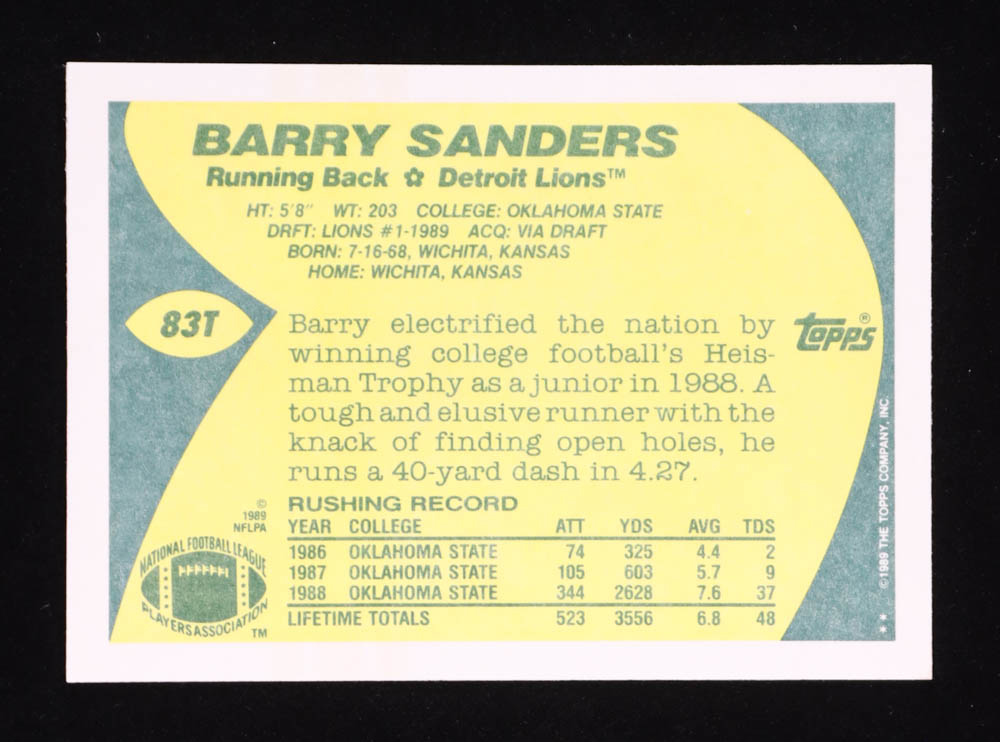 BARRY SANDERS
Running Back ✩ Detroit Lions™
HT: 5'8" WT: 203 COLLEGE: OKLAHOMA STATE
DRFT: LIONS #1-1989 ACQ: VIA DRAFT
BORN: 7-16-68, WICHITA, KANSAS
HOME: WICHITA, KANSAS
83T
Barry electrified the nation by
winning college football's Heis-
man Trophy as a junior in 1988. A
tough and elusive runner with the
knack of finding open holes, he
runs a 40-yard dash in 4.27.
topps®
RUSHING RECORD
YEAR COLLEGE ATT YDS AVG TDS
1986 OKLAHOMA STATE 74 325 4.4 2
1987 OKLAHOMA STATE 105 603 5.7 9
1988 OKLAHOMA STATE 344 2628 7.6 37
LIFETIME TOTALS 523 3556 6.8 48
©
1989
NFLPA
NATIONAL FOOTBALL LEAGUE
PLAYERS ASSOCIATION
TM
** ©1989 THE TOPPS COMPANY, INC.